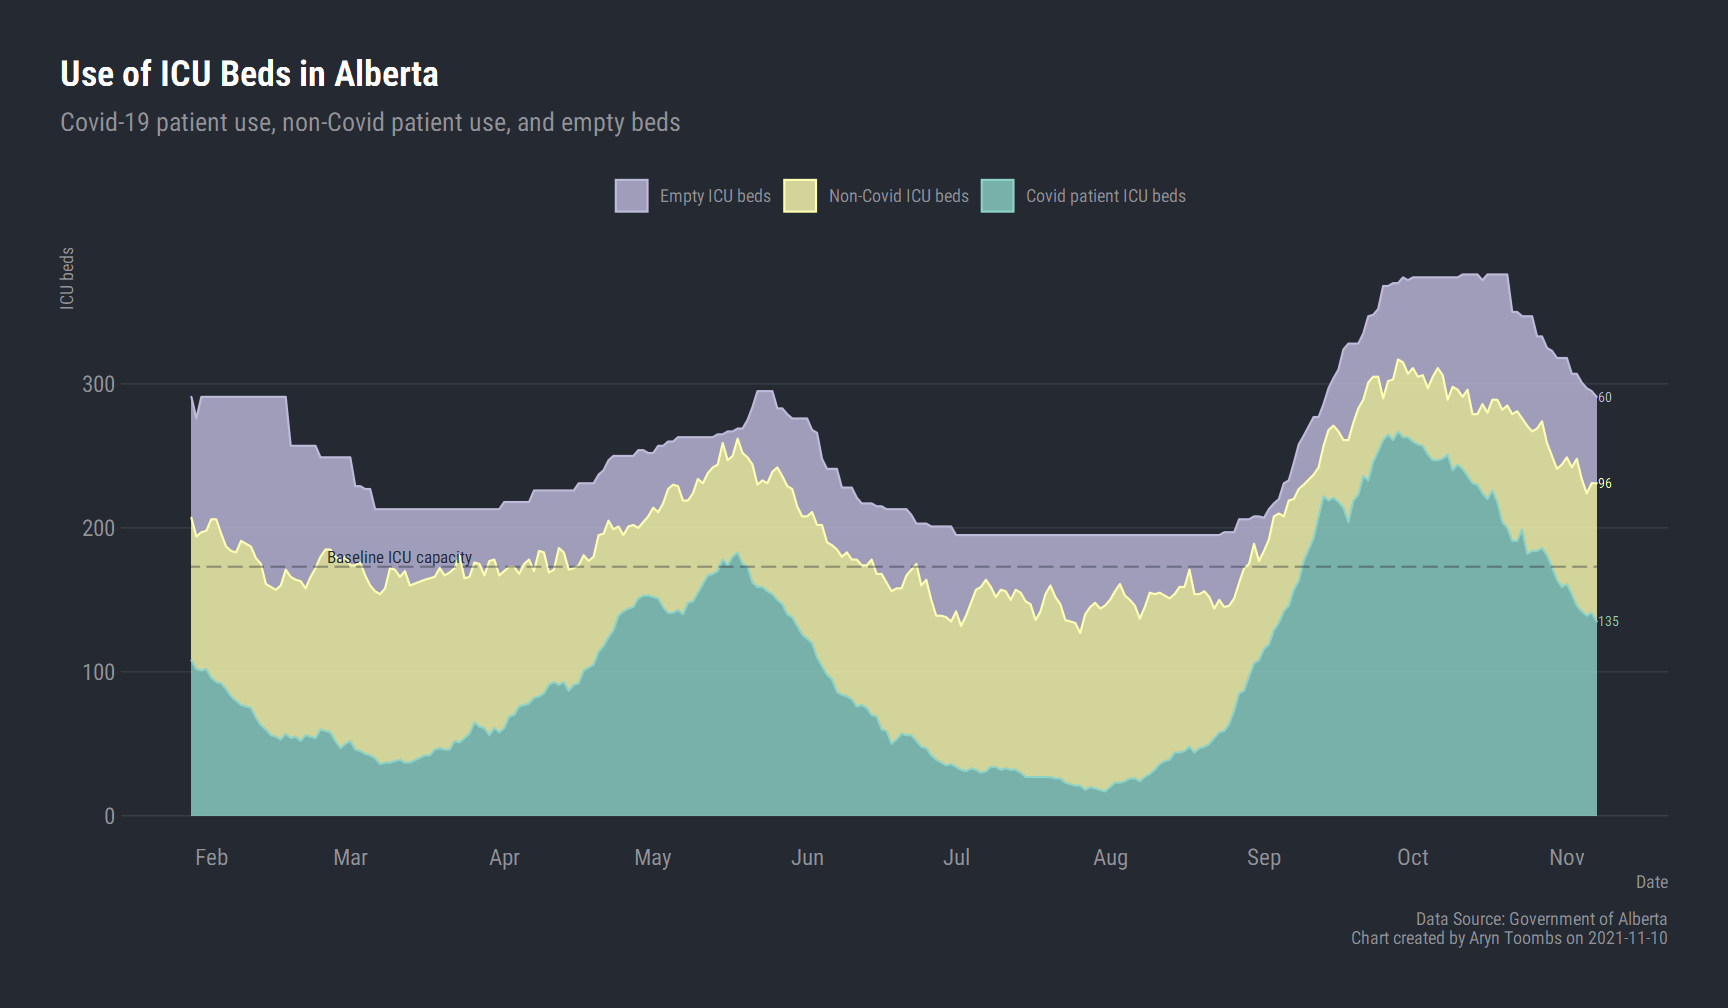 Use of ICU Beds in Alberta
Covid-19 patient use, non-Covid patient use, and empty beds
Empty ICU beds
Non-Covid ICU beds
Covid patient ICU beds
ICU beds
300
200
100
0
Baseline ICU capacity
60
96
135
Feb
Mar
Apr
May
Jun
Jul
Aug
Sep
Oct
Nov
Date
Data Source: Government of Alberta
Chart created by Aryn Toombs on 2021-11-10